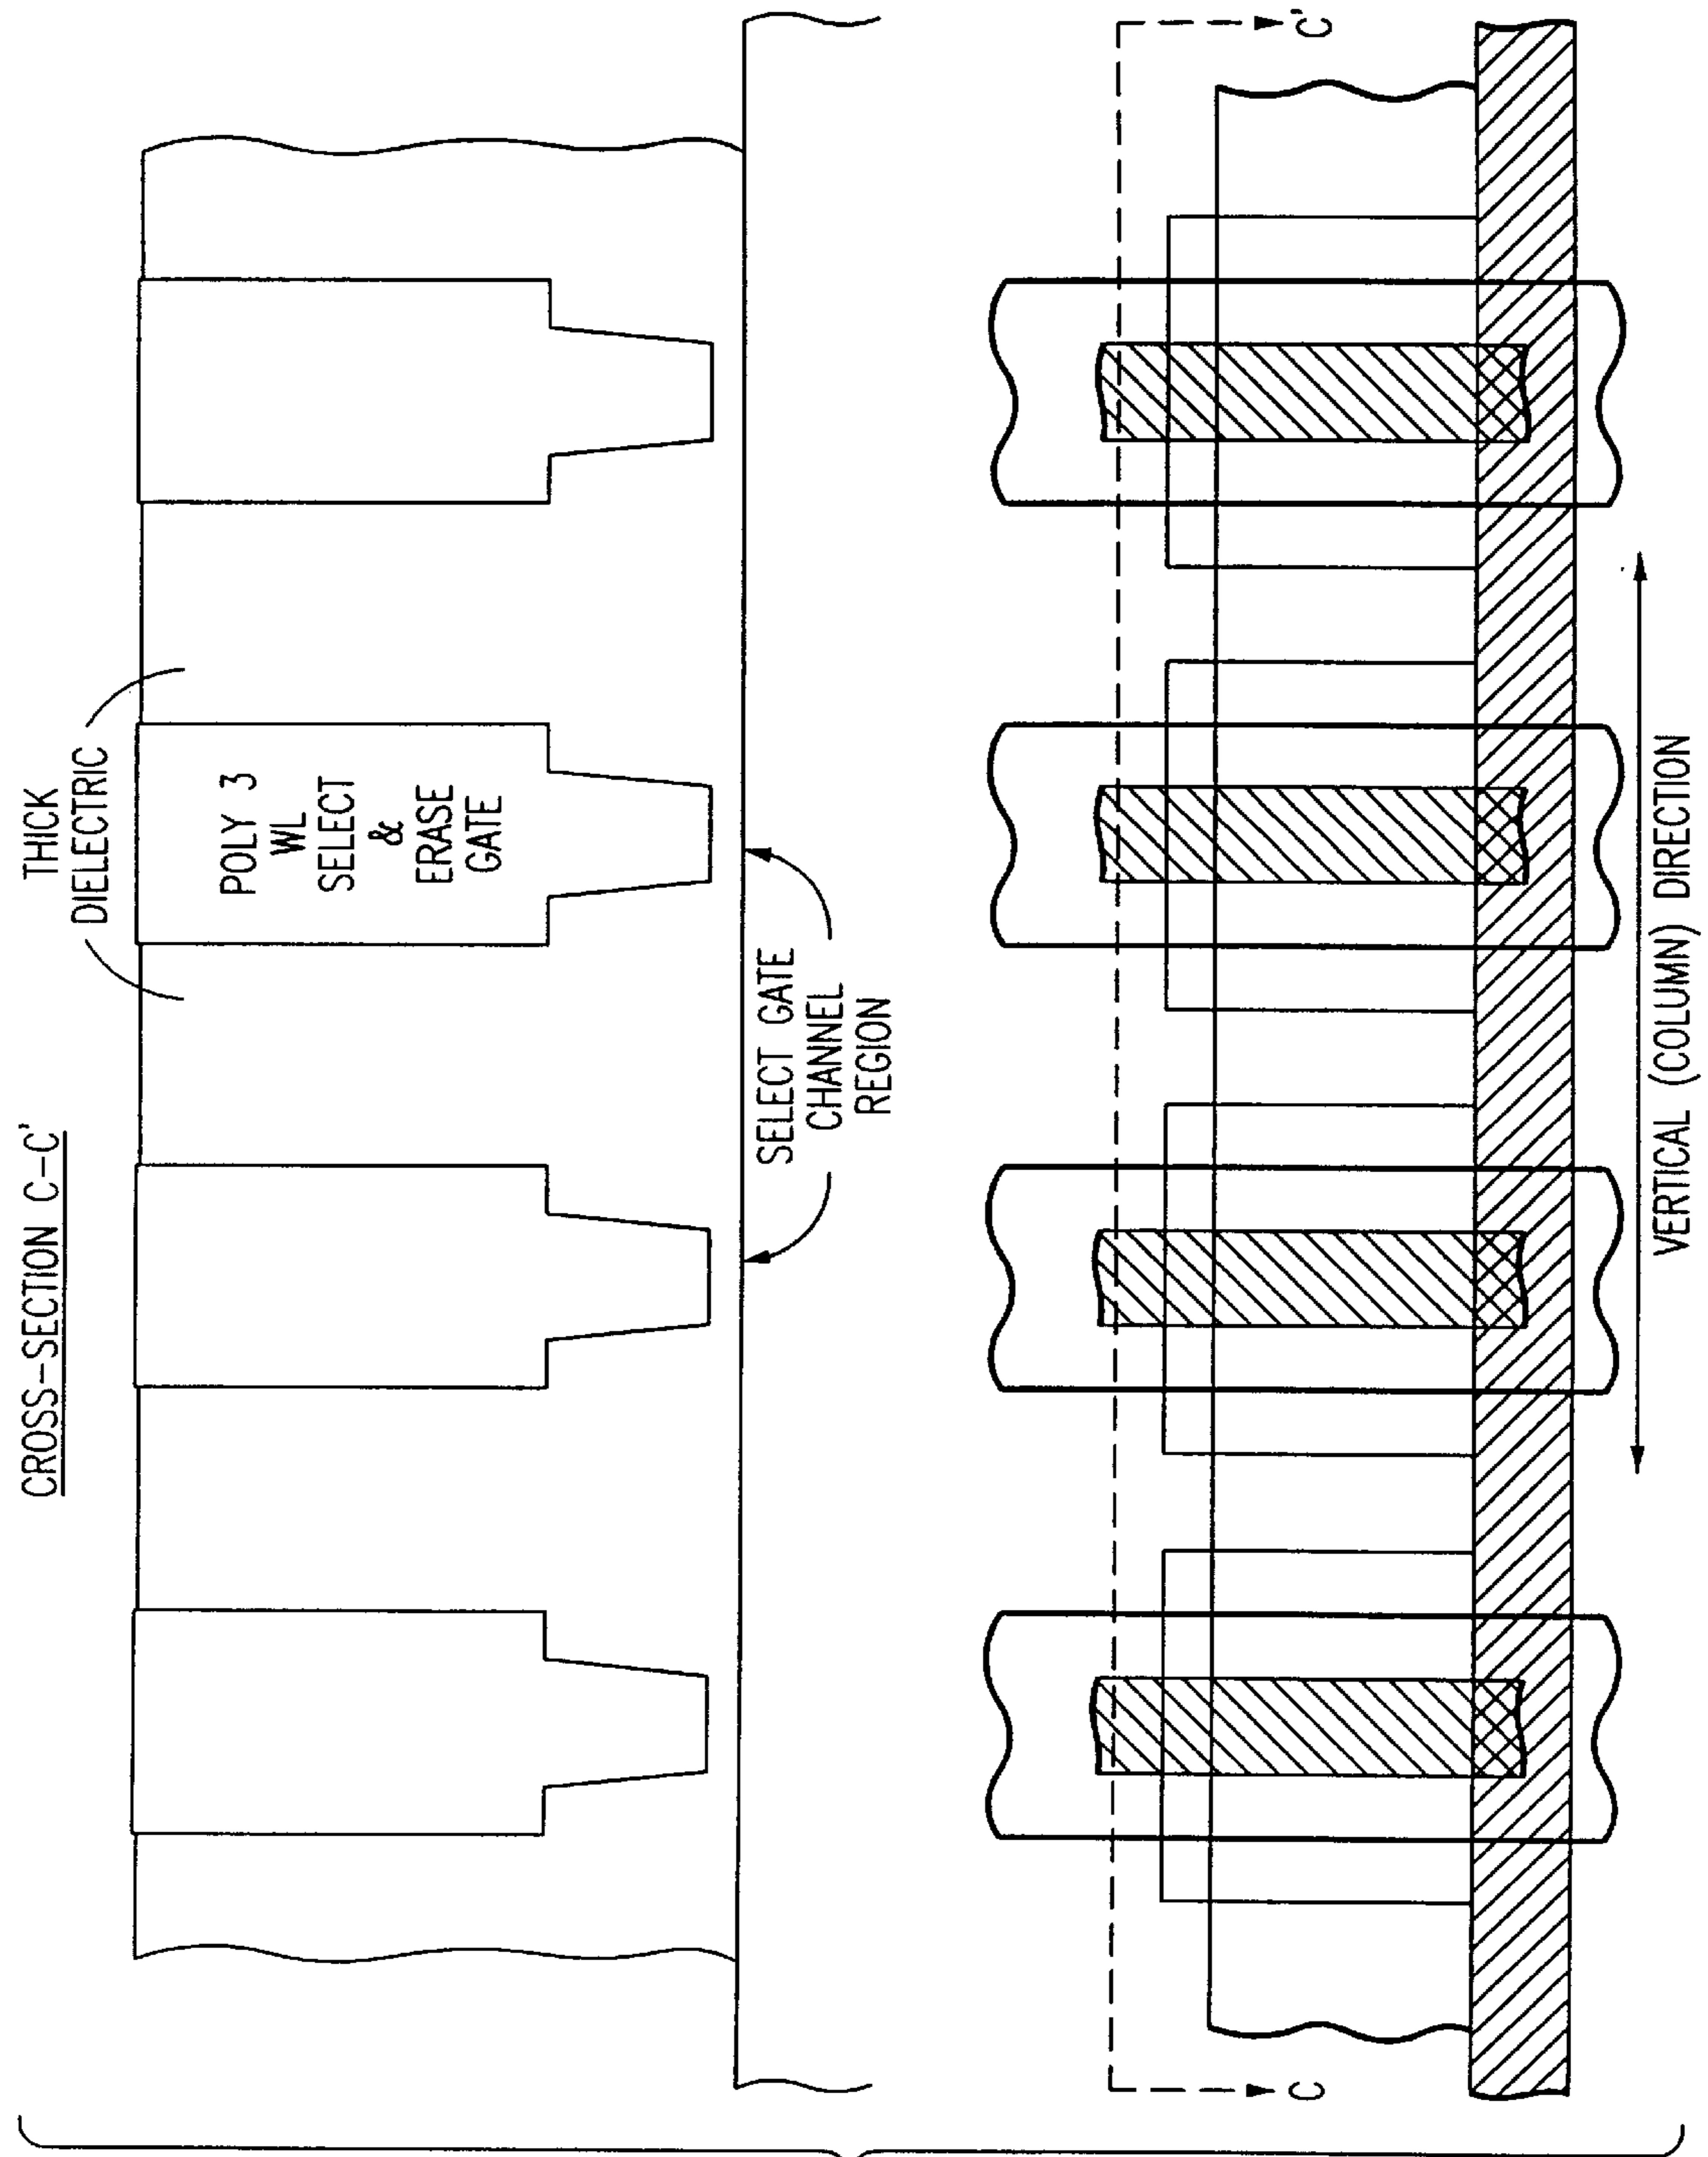 CROSS-SECTION C-C'
THICK
DIELECTRIC
POLY 3
WL
SELECT
&
ERASE
GATE
SELECT GATE
CHANNEL
REGION
C
C'
VERTICAL (COLUMN) DIRECTION